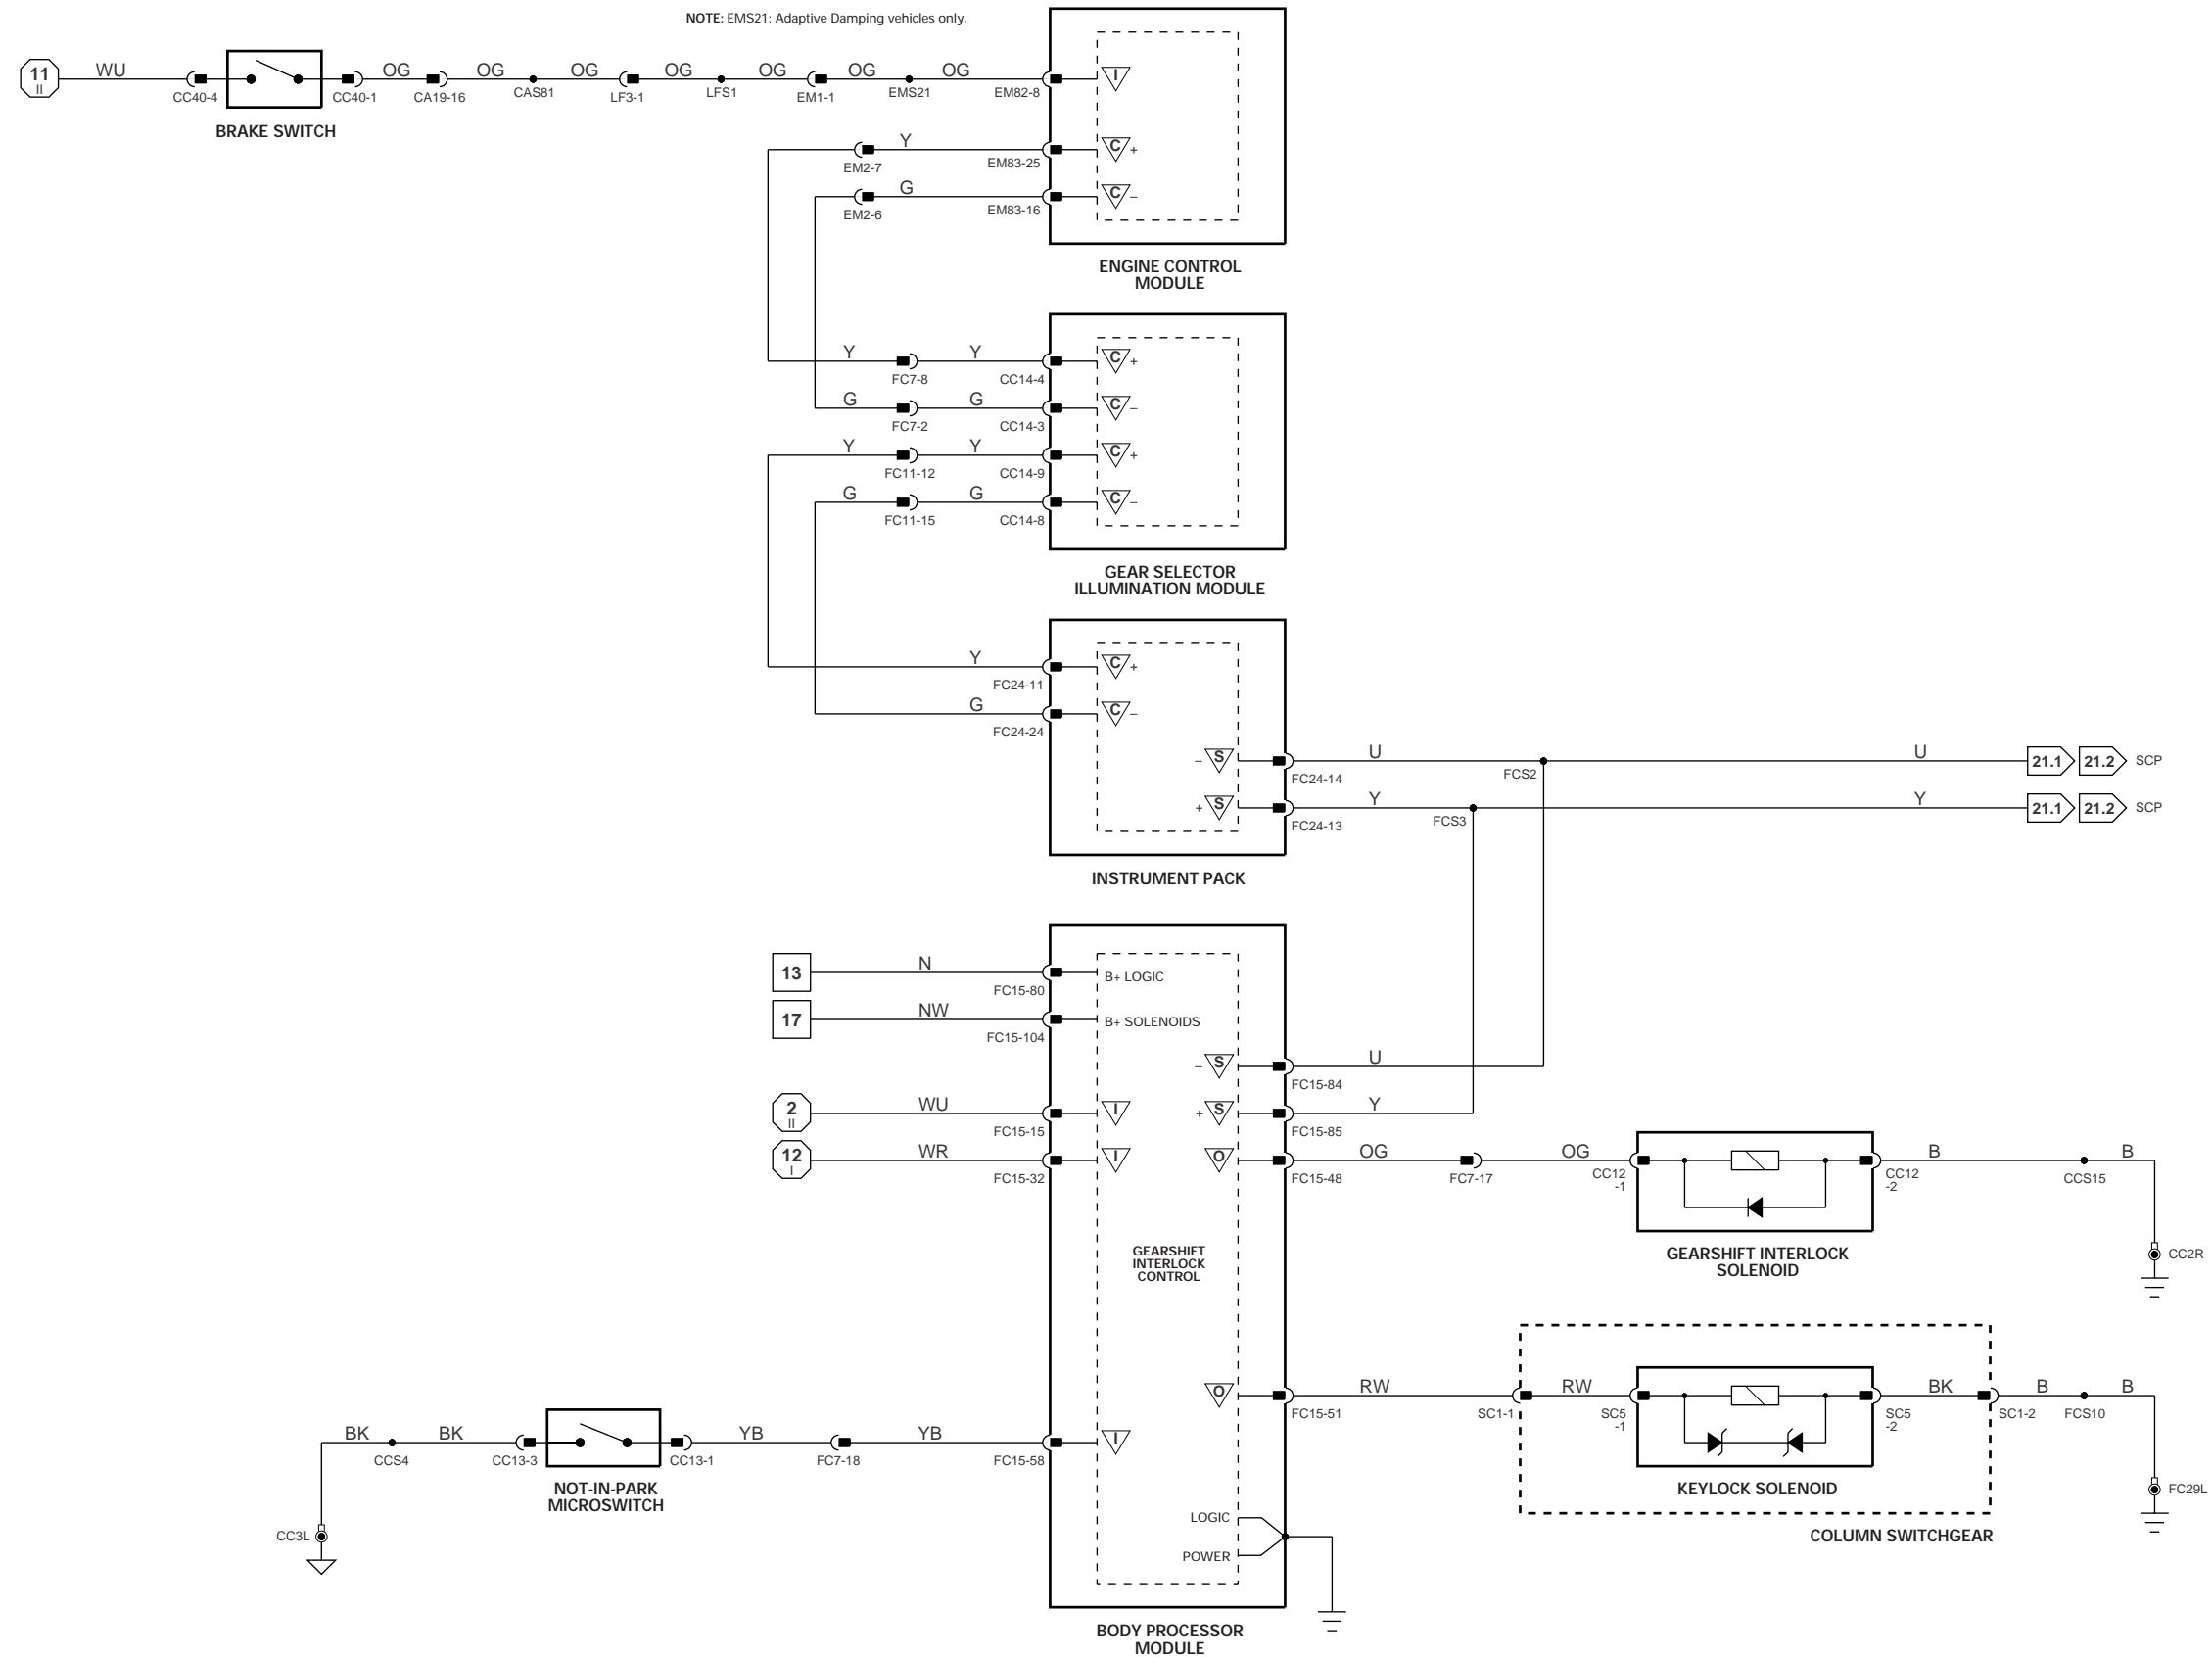 NOTE: EMS21: Adaptive Damping vehicles only.
11
II
WU
CC40-4
BRAKE SWITCH
CC40-1
OG
CA19-16
OG
CAS81
OG
LF3-1
OG
LFS1
OG
EM1-1
OG
EMS21
OG
EM82-8
I
EM2-7
Y
EM83-25
C
+
EM2-6
G
EM83-16
C
–
ENGINE CONTROL
MODULE
Y
FC7-8
Y
CC14-4
C
+
G
FC7-2
G
CC14-3
C
–
Y
FC11-12
Y
CC14-9
C
+
G
FC11-15
G
CC14-8
C
–
GEAR SELECTOR
ILLUMINATION MODULE
Y
FC24-11
C
+
G
FC24-24
C
–
–
S
FC24-14
U
FCS2
U
21.1
21.2
SCP
+
S
FC24-13
Y
FCS3
Y
21.1
21.2
SCP
INSTRUMENT PACK
13
N
FC15-80
B+ LOGIC
17
NW
FC15-104
B+ SOLENOIDS
–
S
FC15-84
U
2
II
WU
FC15-15
I
+
S
FC15-85
Y
12
I
WR
FC15-32
I
O
FC15-48
OG
FC7-17
OG
CC12
-1
CC12
-2
B
CCS15
B
GEARSHIFT INTERLOCK
SOLENOID
CC2R
GEARSHIFT
INTERLOCK
CONTROL
O
FC15-51
RW
SC1-1
RW
SC5
-1
SC5
-2
BK
SC1-2
B
FCS10
B
KEYLOCK SOLENOID
FC29L
COLUMN SWITCHGEAR
BK
CCS4
BK
CC13-3
CC13-1
YB
FC7-18
YB
FC15-58
I
NOT-IN-PARK
MICROSWITCH
CC3L
LOGIC
POWER
BODY PROCESSOR
MODULE